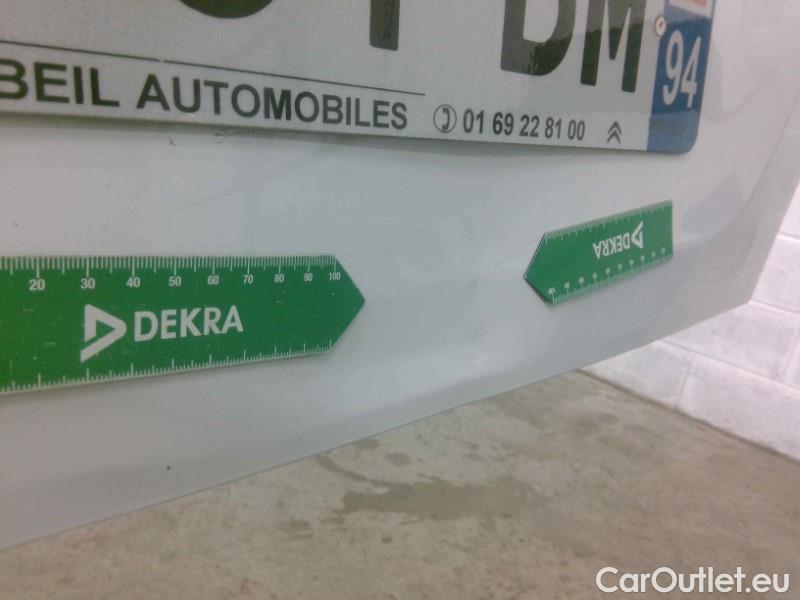 DM
94
BEIL AUTOMOBILES 01 69 22 81 00
DEKRA
20 30 40 50 60 70 80 90 100
DEKRA
CarOutlet.eu